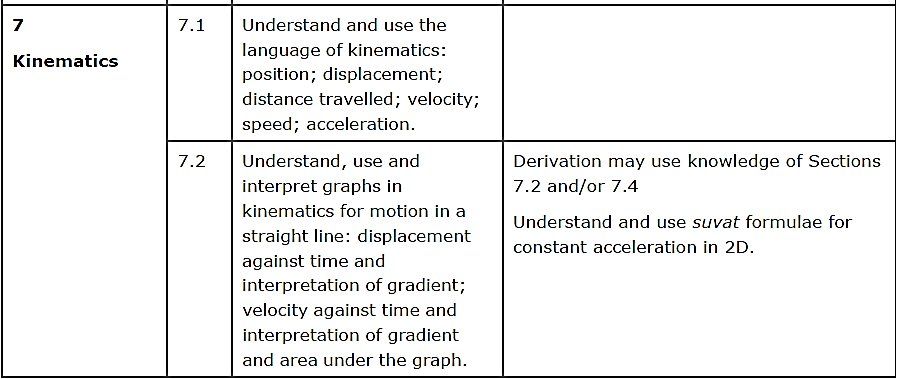 7
Kinematics
7.1
Understand and use the
language of kinematics:
position; displacement;
distance travelled; velocity;
speed; acceleration.
7.2
Understand, use and
interpret graphs in
kinematics for motion in a
straight line: displacement
against time and
interpretation of gradient;
velocity against time and
interpretation of gradient
and area under the graph.
Derivation may use knowledge of Sections
7.2 and/or 7.4
Understand and use suvat formulae for
constant acceleration in 2D.